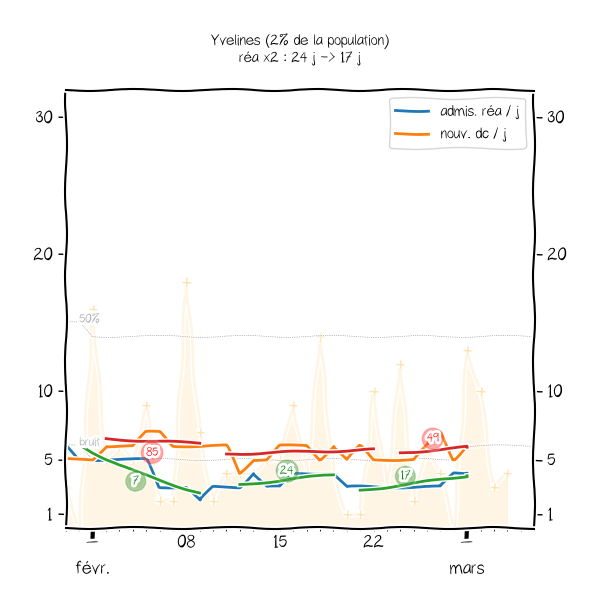 Yvelines (2% de la population)
réa x2 : 24 j -> 17 j
admis. réa / j
nouv. dc / j
30
30
20
20
50%
10
10
bruit
49
85
5
5
24
7
17
1
1
08
15
22
févr.
mars